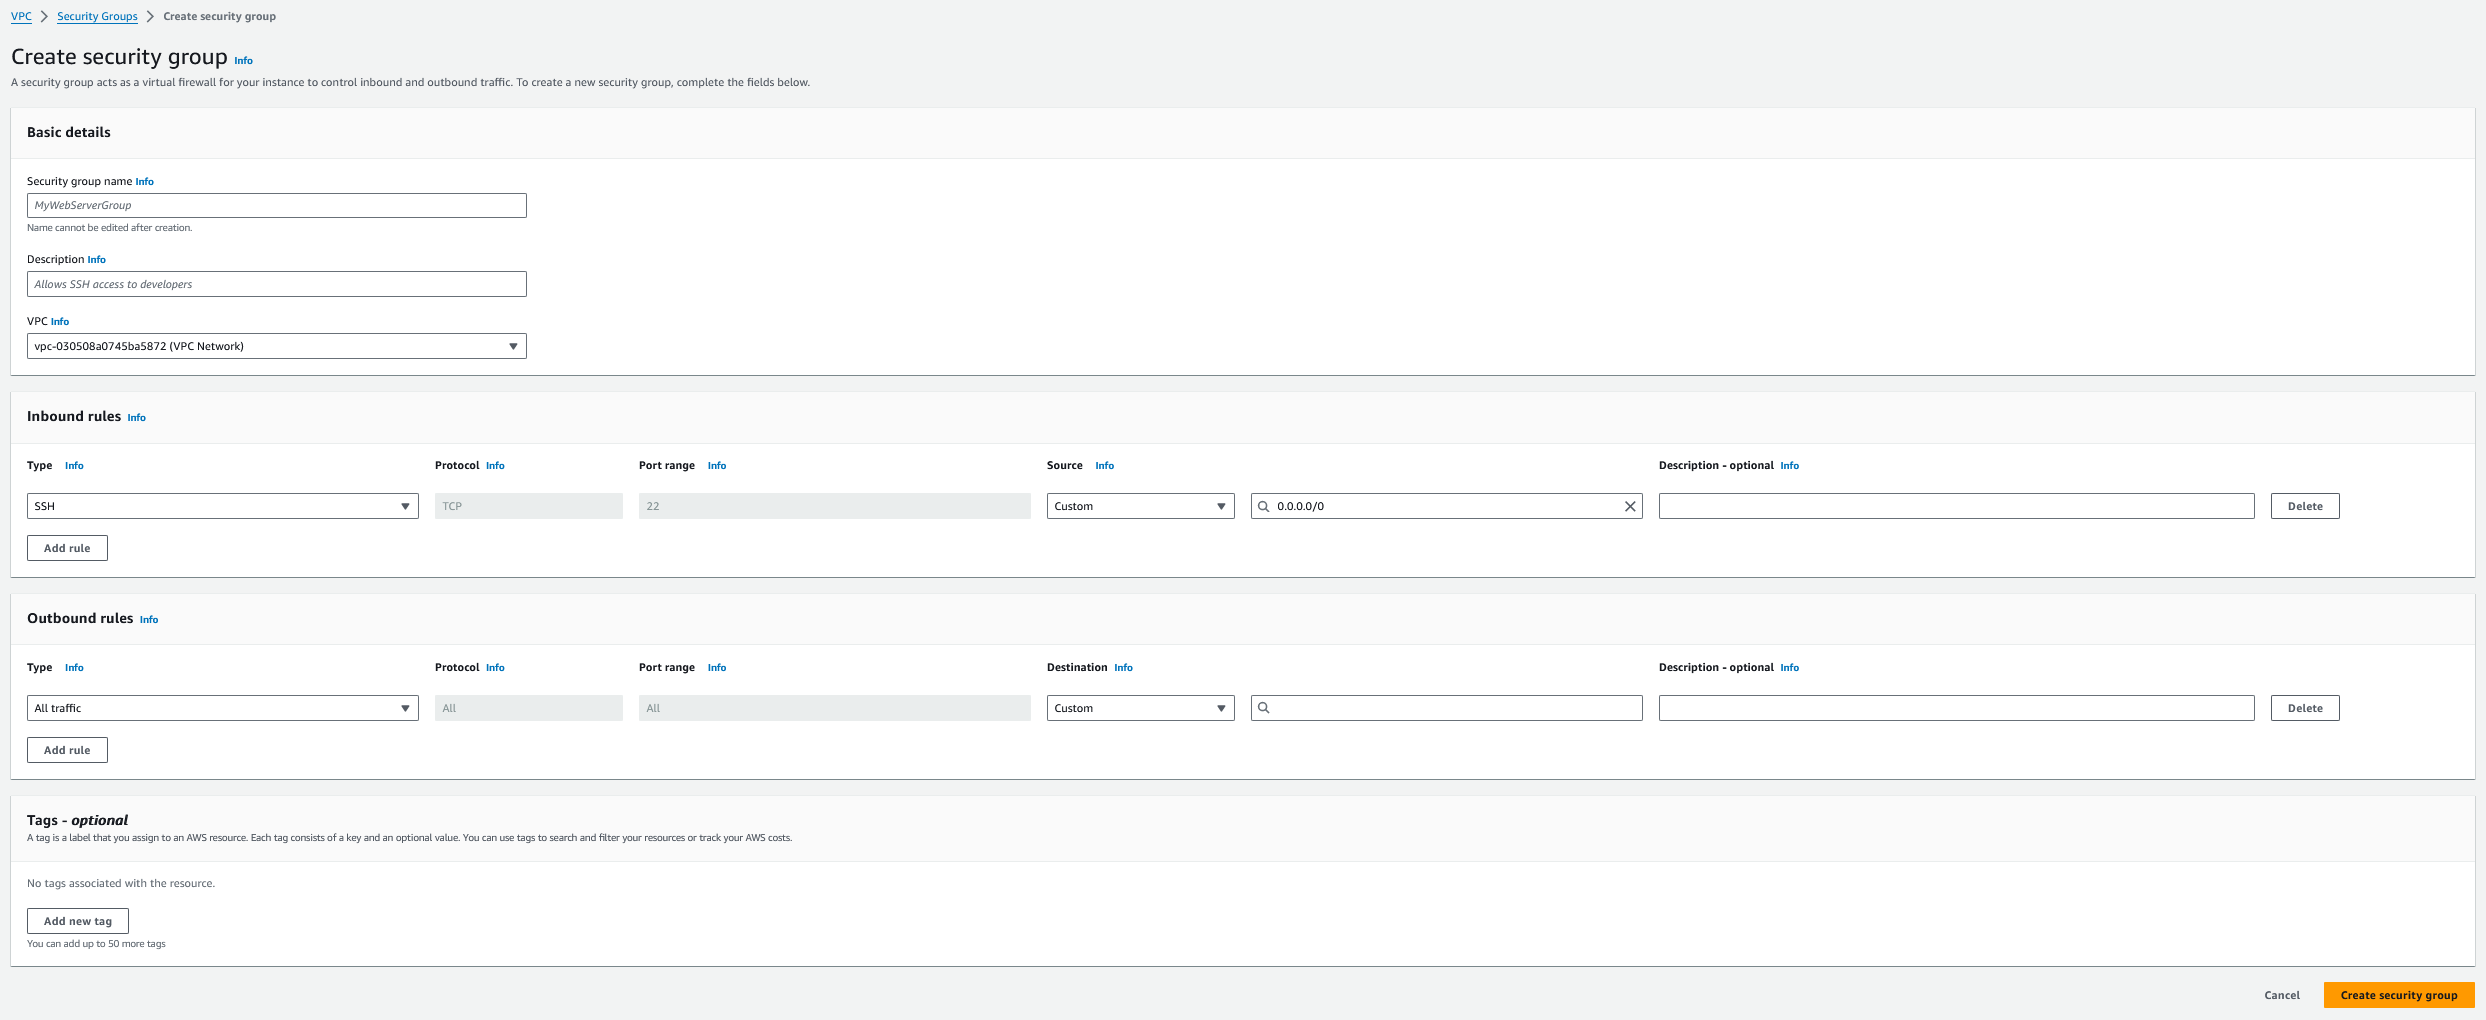 VPC > Security Groups > Create security group
Create security group Info
A security group acts as a virtual firewall for your instance to control inbound and outbound traffic. To create a new security group, complete the fields below.
Basic details
Security group name Info
MyWebServerGroup
Name cannot be edited after creation.
Description Info
Allows SSH access to developers
VPC Info
vpc-030508a0745ba5872 (VPC Network)
Inbound rules Info
Type Info Protocol Info Port range Info Source Info Description - optional Info
SSH TCP 22 Custom 0.0.0.0/0 Delete
Add rule
Outbound rules Info
Type Info Protocol Info Port range Info Destination Info Description - optional Info
All traffic All All Custom Delete
Add rule
Tags - optional
A tag is a label that you assign to an AWS resource. Each tag consists of a key and an optional value. You can use tags to search and filter your resources or track your AWS costs.
No tags associated with the resource.
Add new tag
You can add up to 50 more tags
Cancel Create security group